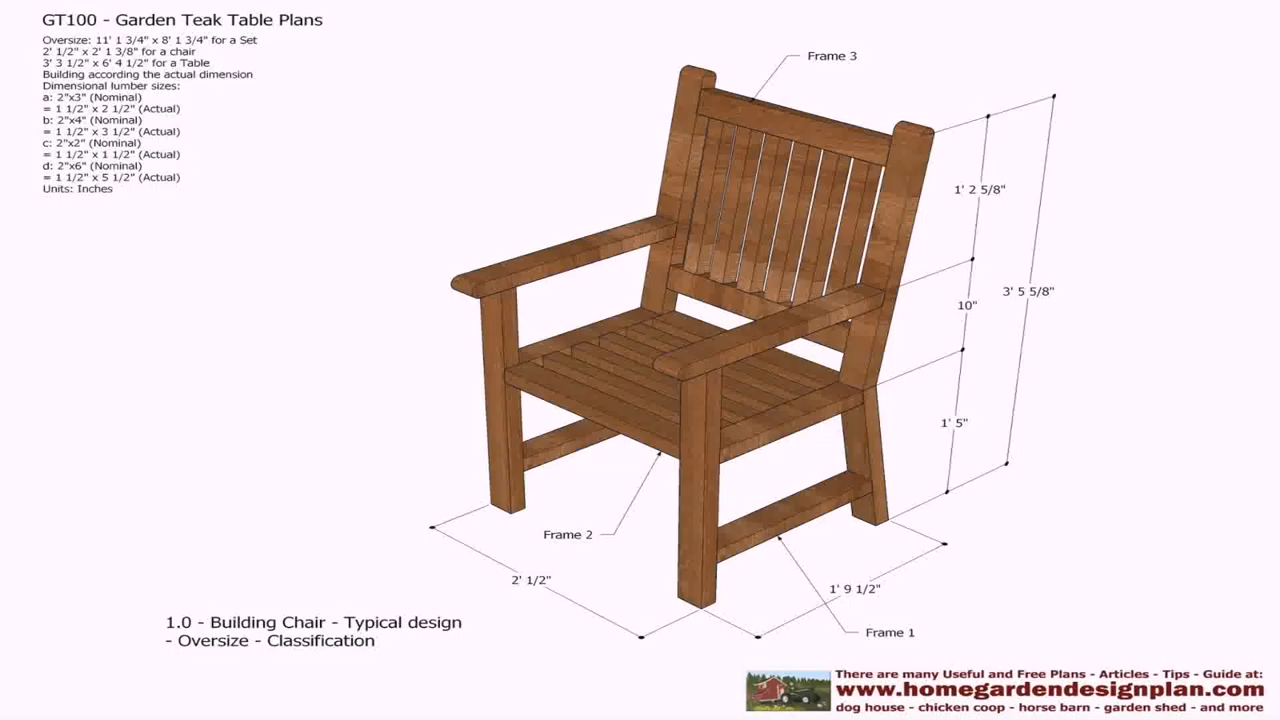 GT100 - Garden Teak Table Plans
Oversize: 11' 1 3/4" x 8' 1 3/4" for a Set
2' 1/2" x 2' 1 3/8" for a chair
3' 3 1/2" x 6' 4 1/2" for a Table
Building according the actual dimension
Dimensional lumber sizes:
a: 2"x3" (Nominal)
= 1 1/2" x 2 1/2" (Actual)
b: 2"x4" (Nominal)
= 1 1/2" x 3 1/2" (Actual)
c: 2"x2" (Nominal)
= 1 1/2" x 1 1/2" (Actual)
d: 2"x6" (Nominal)
= 1 1/2" x 5 1/2" (Actual)
Units: Inches
Frame 3
1' 2 5/8"
3' 5 5/8"
10"
1' 5"
Frame 2
2' 1/2"
1' 9 1/2"
Frame 1
1.0 - Building Chair - Typical design
- Oversize - Classification
There are many Useful and Free Plans - Articles - Tips - Guide at:
www.homegardendesignplan.com
dog house - chicken coop - horse barn - garden shed - and more